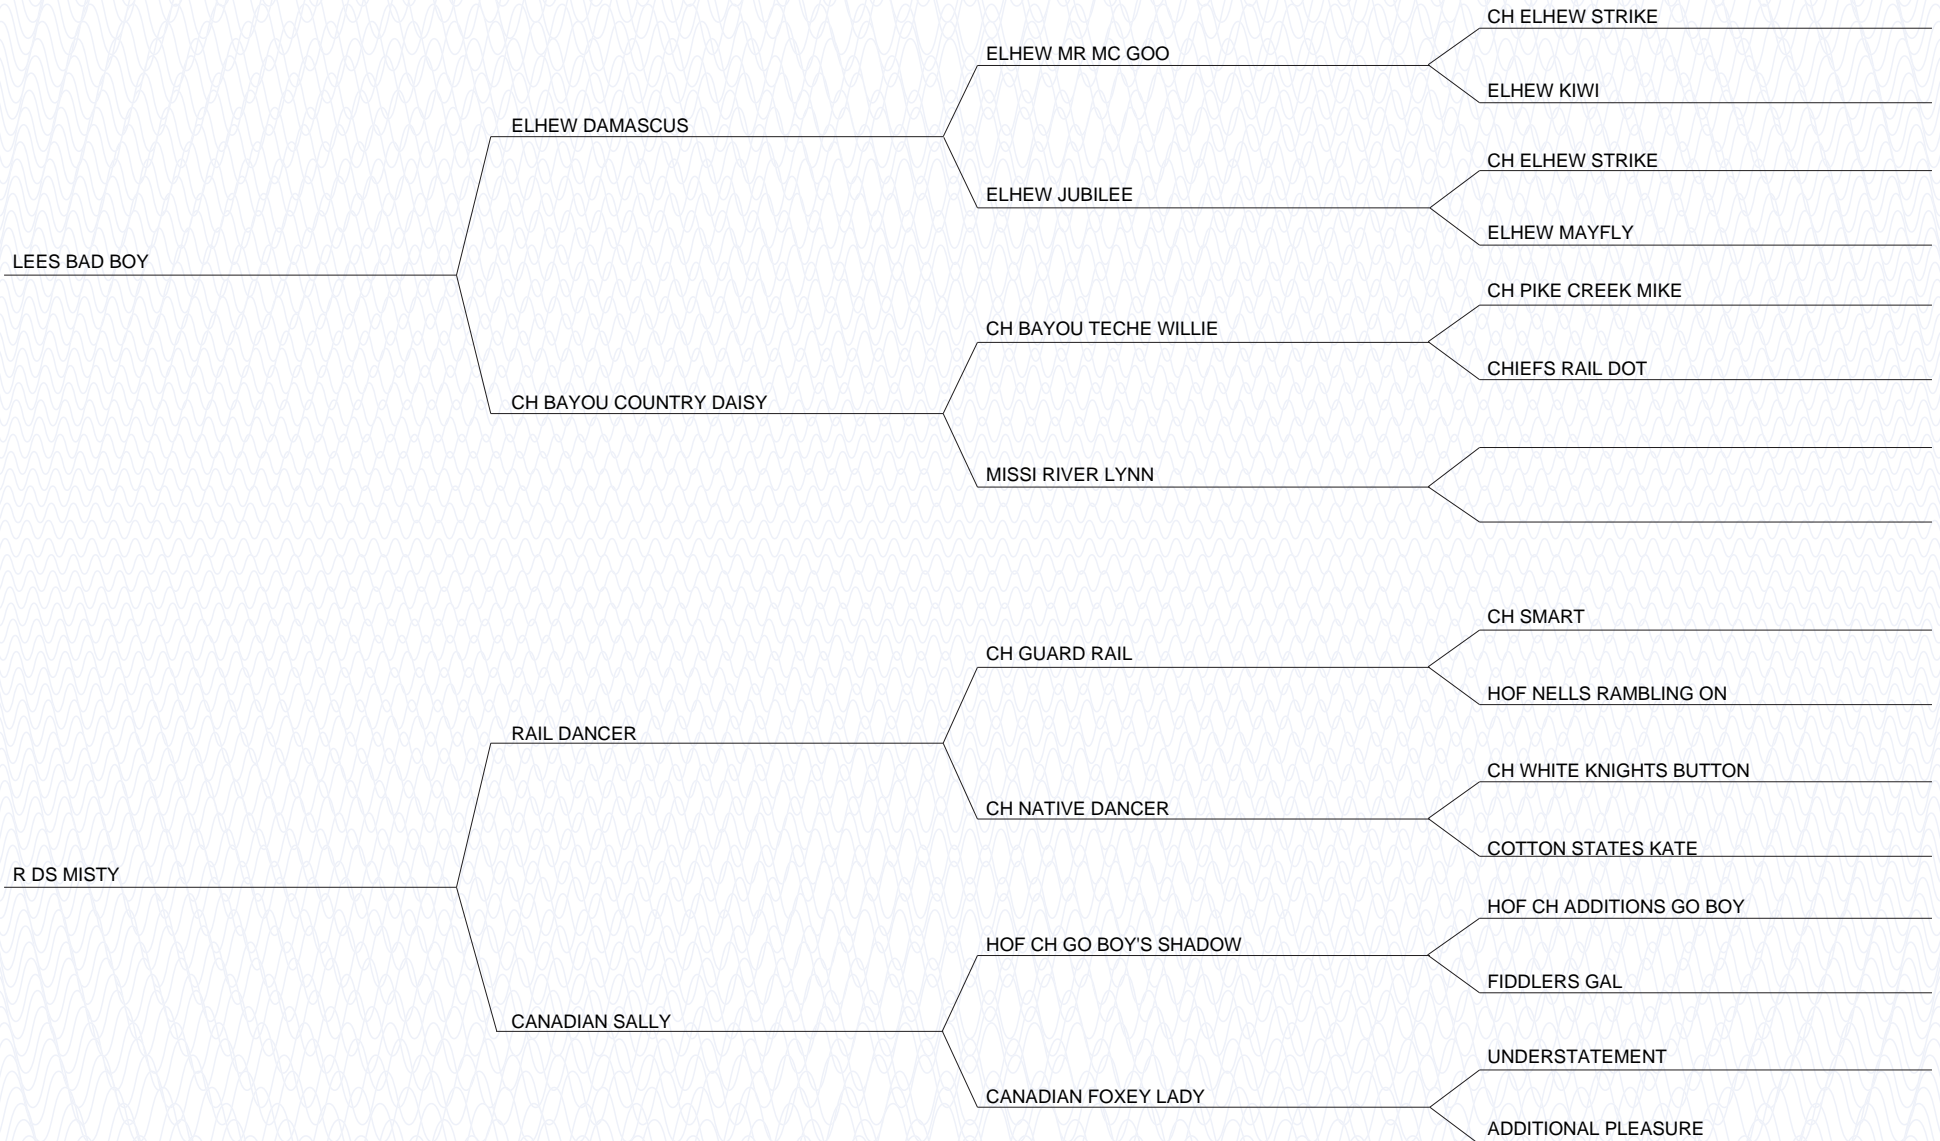 CH ELHEW STRIKE
ELHEW MR MC GOO
ELHEW KIWI
ELHEW DAMASCUS
CH ELHEW STRIKE
ELHEW JUBILEE
ELHEW MAYFLY
LEES BAD BOY
CH PIKE CREEK MIKE
CH BAYOU TECHE WILLIE
CHIEFS RAIL DOT
CH BAYOU COUNTRY DAISY
MISSI RIVER LYNN
CH SMART
CH GUARD RAIL
HOF NELLS RAMBLING ON
RAIL DANCER
CH WHITE KNIGHTS BUTTON
CH NATIVE DANCER
COTTON STATES KATE
R DS MISTY
HOF CH ADDITIONS GO BOY
HOF CH GO BOY'S SHADOW
FIDDLERS GAL
CANADIAN SALLY
UNDERSTATEMENT
CANADIAN FOXEY LADY
ADDITIONAL PLEASURE